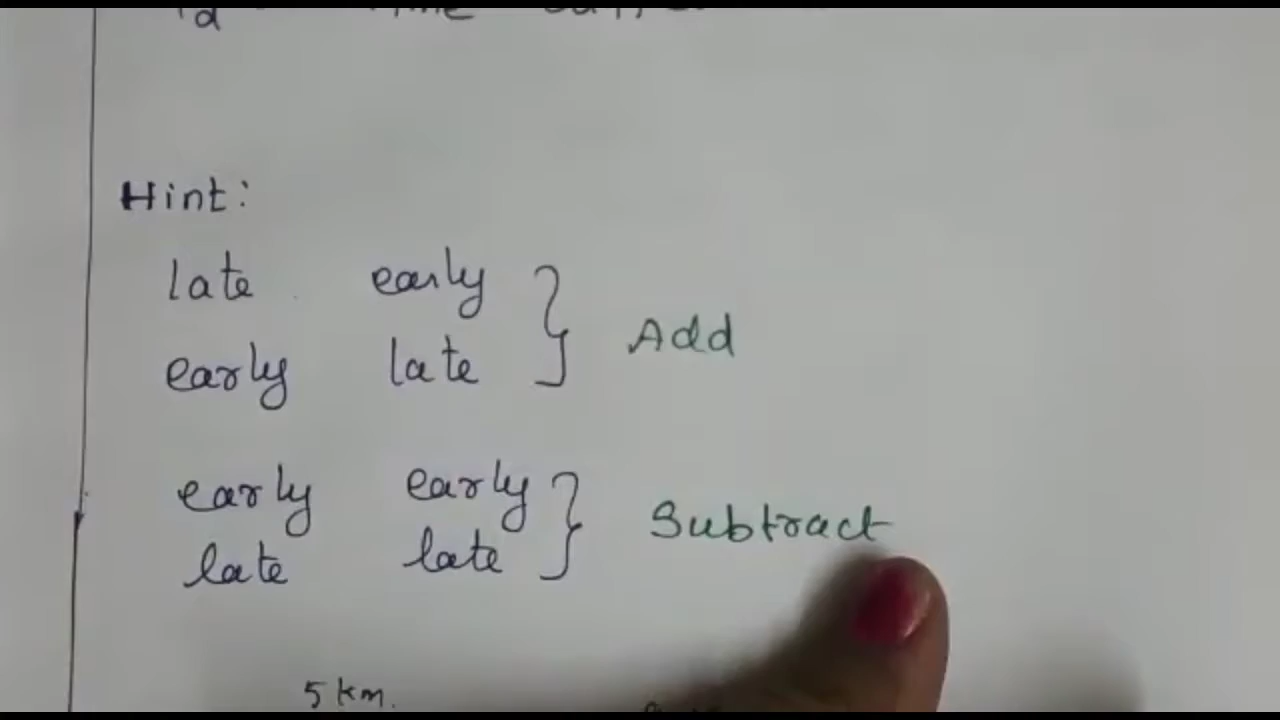 Hint:
late early
early late
Add
early early
late late
Subtract
5 km.